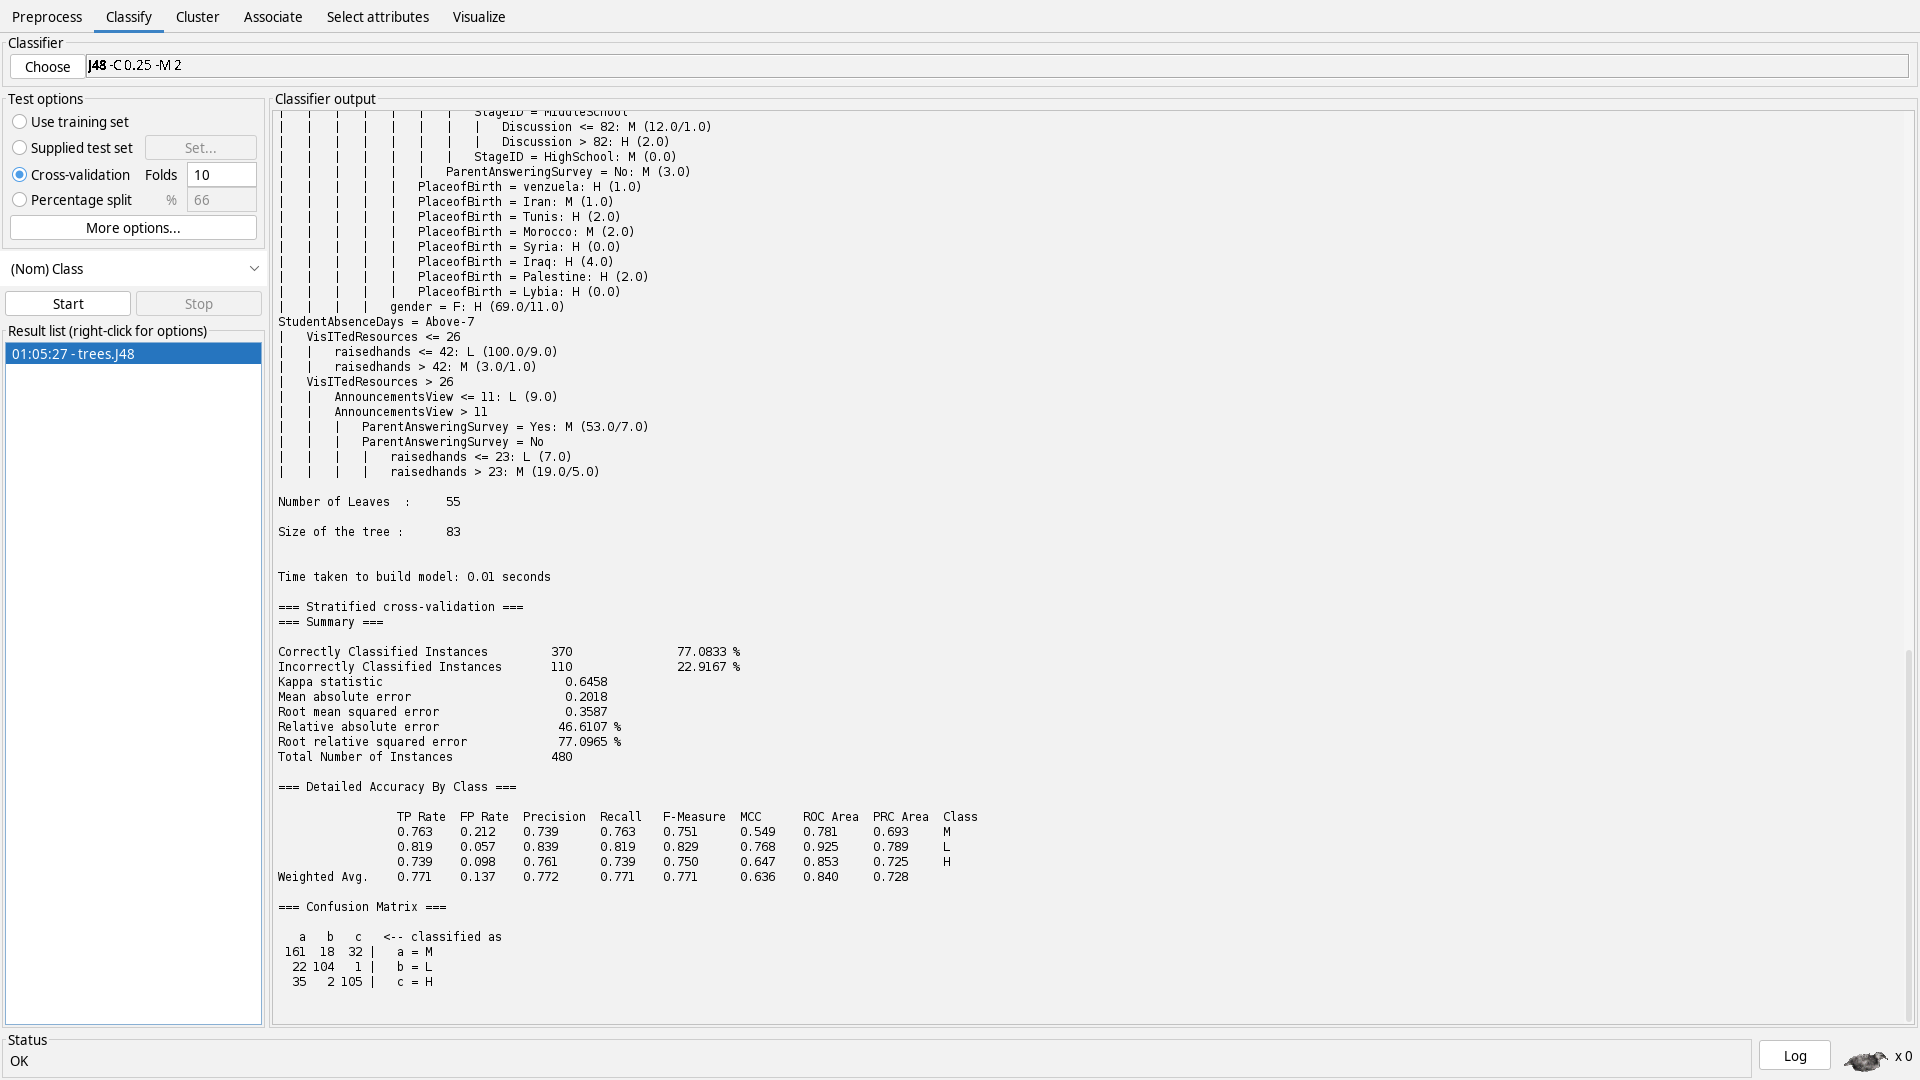 Preprocess Classify Cluster Associate Select attributes Visualize
Classifier
Choose J48 -C 0.25 -M 2
Test options
Use training set
Supplied test set Set...
Cross-validation Folds 10
Percentage split % 66
More options...
(Nom) Class
Start Stop
Result list (right-click for options)
01:05:27 - trees.J48
Classifier output
| | | | | | | StageID = MiddleSchool
| | | | | | | | Discussion <= 82: M (12.0/1.0)
| | | | | | | | Discussion > 82: H (2.0)
| | | | | | | StageID = HighSchool: M (0.0)
| | | | | | ParentAnsweringSurvey = No: M (3.0)
| | | | | PlaceofBirth = venzuela: H (1.0)
| | | | | PlaceofBirth = Iran: M (1.0)
| | | | | PlaceofBirth = Tunis: H (2.0)
| | | | | PlaceofBirth = Morocco: M (2.0)
| | | | | PlaceofBirth = Syria: H (0.0)
| | | | | PlaceofBirth = Iraq: H (4.0)
| | | | | PlaceofBirth = Palestine: H (2.0)
| | | | | PlaceofBirth = Lybia: H (0.0)
| | | | gender = F: H (69.0/11.0)
StudentAbsenceDays = Above-7
| VisITedResources <= 26
| | raisedhands <= 42: L (100.0/9.0)
| | raisedhands > 42: M (3.0/1.0)
| VisITedResources > 26
| | AnnouncementsView <= 11: L (9.0)
| | AnnouncementsView > 11
| | | ParentAnsweringSurvey = Yes: M (53.0/7.0)
| | | ParentAnsweringSurvey = No
| | | | raisedhands <= 23: L (7.0)
| | | | raisedhands > 23: M (19.0/5.0)
Number of Leaves : 55
Size of the tree : 83
Time taken to build model: 0.01 seconds
=== Stratified cross-validation ===
=== Summary ===
Correctly Classified Instances 370 77.0833 %
Incorrectly Classified Instances 110 22.9167 %
Kappa statistic 0.6458
Mean absolute error 0.2018
Root mean squared error 0.3587
Relative absolute error 46.6107 %
Root relative squared error 77.0965 %
Total Number of Instances 480
=== Detailed Accuracy By Class ===
TP Rate FP Rate Precision Recall F-Measure MCC ROC Area PRC Area Class
0.763 0.212 0.739 0.763 0.751 0.549 0.781 0.693 M
0.819 0.057 0.839 0.819 0.829 0.768 0.925 0.789 L
0.739 0.098 0.761 0.739 0.750 0.647 0.853 0.725 H
Weighted Avg. 0.771 0.137 0.772 0.771 0.771 0.636 0.840 0.728
=== Confusion Matrix ===
a b c <-- classified as
161 18 32 | a = M
22 104 1 | b = L
35 2 105 | c = H
Status
OK
Log x 0